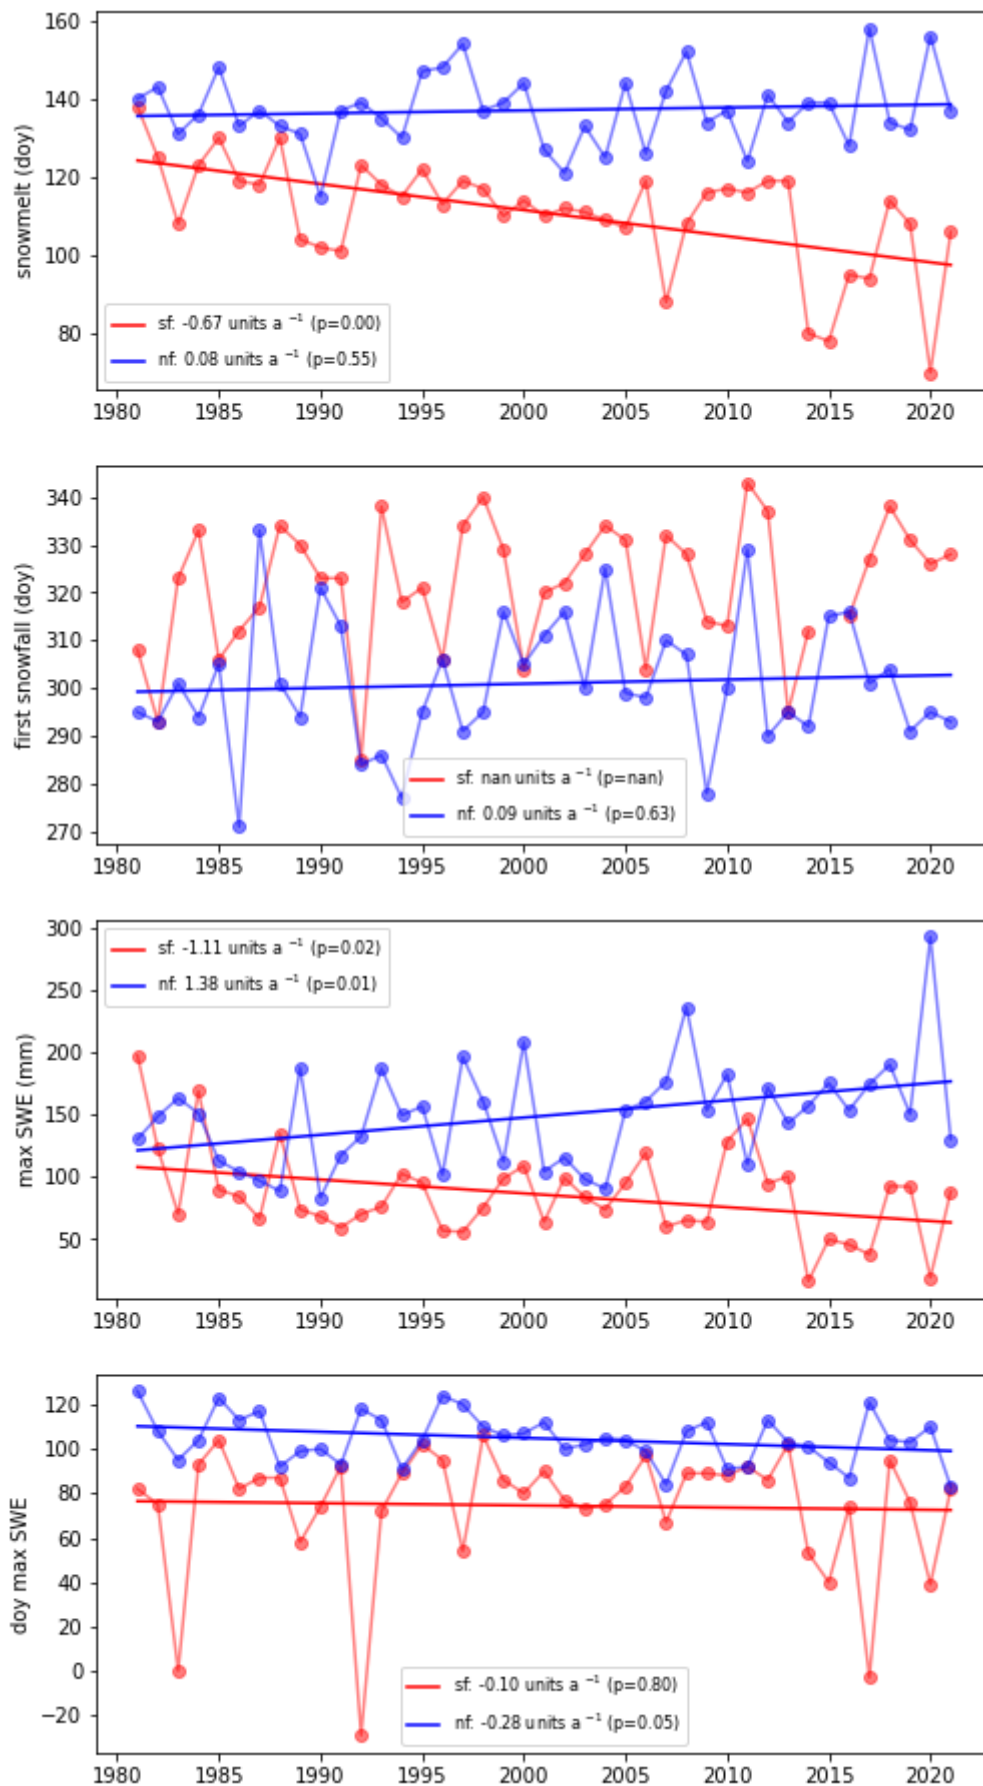 snowmelt (doy)
160
140
120
100
80
sf: -0.67 units a ⁻¹ (p=0.00)
nf: 0.08 units a ⁻¹ (p=0.55)
1980 1985 1990 1995 2000 2005 2010 2015 2020
first snowfall (doy)
340
330
320
310
300
290
280
270
sf: nan units a ⁻¹ (p=nan)
nf: 0.09 units a ⁻¹ (p=0.63)
1980 1985 1990 1995 2000 2005 2010 2015 2020
max SWE (mm)
300
250
200
150
100
50
sf: -1.11 units a ⁻¹ (p=0.02)
nf: 1.38 units a ⁻¹ (p=0.01)
1980 1985 1990 1995 2000 2005 2010 2015 2020
doy max SWE
120
100
80
60
40
20
0
−20
sf: -0.10 units a ⁻¹ (p=0.80)
nf: -0.28 units a ⁻¹ (p=0.05)
1980 1985 1990 1995 2000 2005 2010 2015 2020